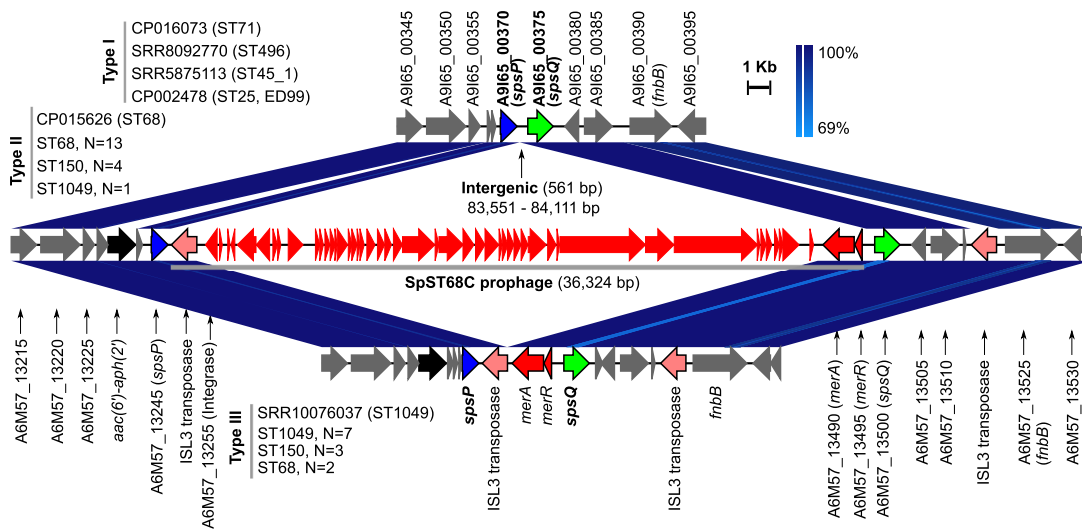 Type I
CP016073 (ST71)
SRR8092770 (ST496)
SRR5875113 (ST45_1)
CP002478 (ST25, ED99)
Type II
CP015626 (ST68)
ST68, N=13
ST150, N=4
ST1049, N=1
A9I65_00345
A9I65_00350
A9I65_00355
A9I65_00370
(spsP)
A9I65_00375
(spsQ)
A9I65_00380
A9I65_00385
A9I65_00390
(fnbB)
A9I65_00395
1 Kb
100%
69%
Intergenic (561 bp)
83,551 - 84,111 bp
SpST68C prophage (36,324 bp)
A6M57_13215
A6M57_13220
A6M57_13225
aac(6')-aph(2')
A6M57_13245 (spsP)
ISL3 transposase
A6M57_13255 (Integrase)
Type III
SRR10076037 (ST1049)
ST1049, N=7
ST150, N=3
ST68, N=2
spsP
ISL3 transposase
merA
merR
spsQ
ISL3 transposase
fnbB
A6M57_13490 (merA)
A6M57_13495 (merR)
A6M57_13500 (spsQ)
A6M57_13505
A6M57_13510
ISL3 transposase
A6M57_13525
(fnbB)
A6M57_13530